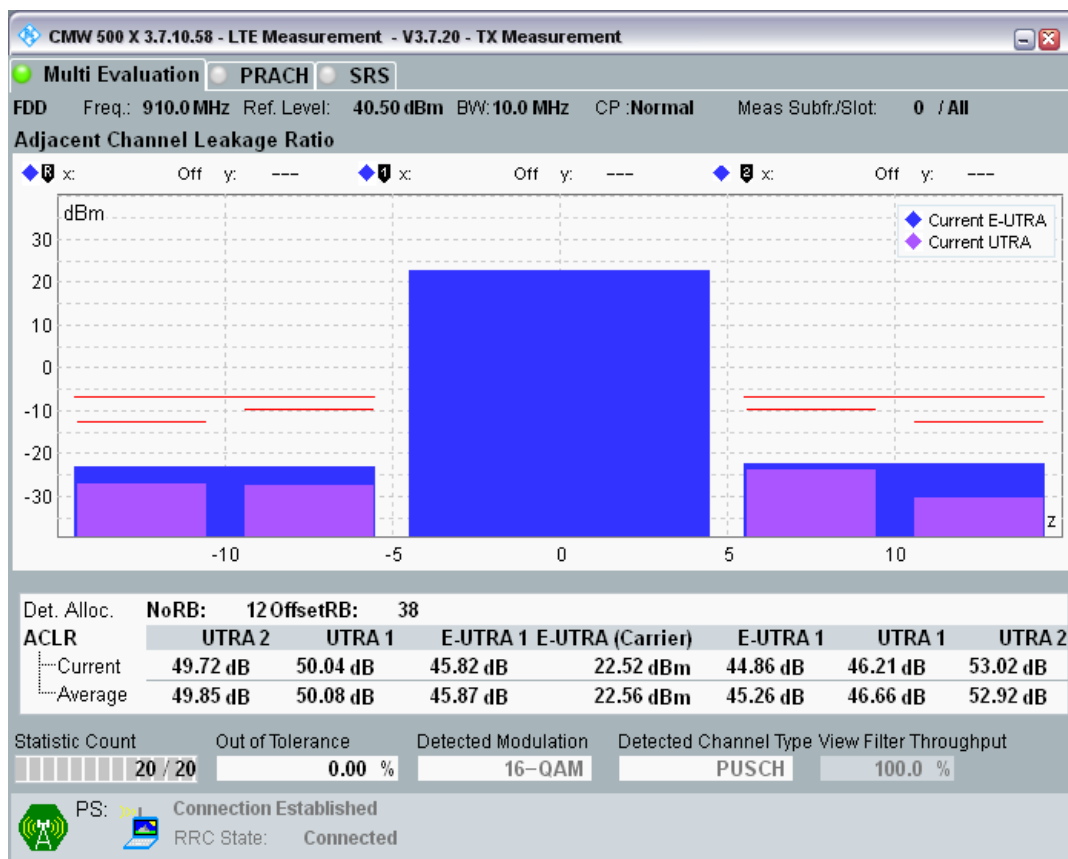 CMW 500 X 3.7.10.58 - LTE Measurement - V3.7.20 - TX Measurement
Multi Evaluation PRACH SRS
FDD Freq.: 910.0 MHz Ref. Level: 40.50 dBm BW: 10.0 MHz CP :Normal Meas Subfr./Slot: 0 / All
Adjacent Channel Leakage Ratio
R x: Off y: --- 1 x: Off y: --- 2 x: Off y: ---
dBm
Current E-UTRA
Current UTRA
30
20
10
0
-10
-20
-30
z
-10 -5 0 5 10
Det. Alloc. NoRB: 12 OffsetRB: 38
ACLR UTRA 2 UTRA 1 E-UTRA 1 E-UTRA (Carrier) E-UTRA 1 UTRA 1 UTRA 2
Current 49.72 dB 50.04 dB 45.82 dB 22.52 dBm 44.86 dB 46.21 dB 53.02 dB
Average 49.85 dB 50.08 dB 45.87 dB 22.56 dBm 45.26 dB 46.66 dB 52.92 dB
Statistic Count Out of Tolerance Detected Modulation Detected Channel Type View Filter Throughput
20 / 20 0.00 % 16-QAM PUSCH 100.0 %
PS: Connection Established
RRC State: Connected